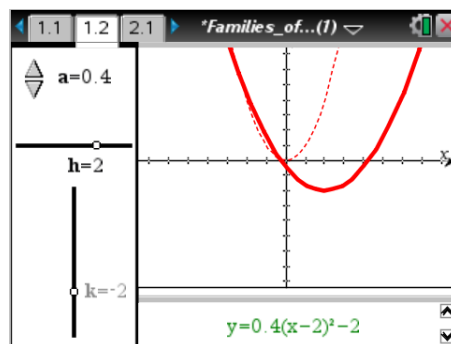 1.1 1.2 2.1 *Families_of...(1)
a=0.4
h=2
k=-2
x
y=0.4(x-2)²-2